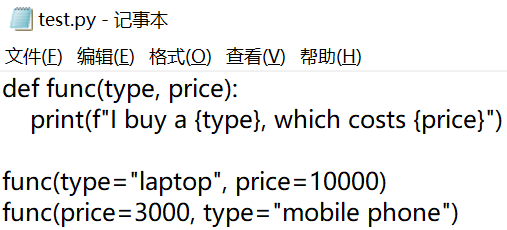 test.py - 记事本
文件(F) 编辑(E) 格式(O) 查看(V) 帮助(H)
def func(type, price):
    print(f"I buy a {type}, which costs {price}")

func(type="laptop", price=10000)
func(price=3000, type="mobile phone")